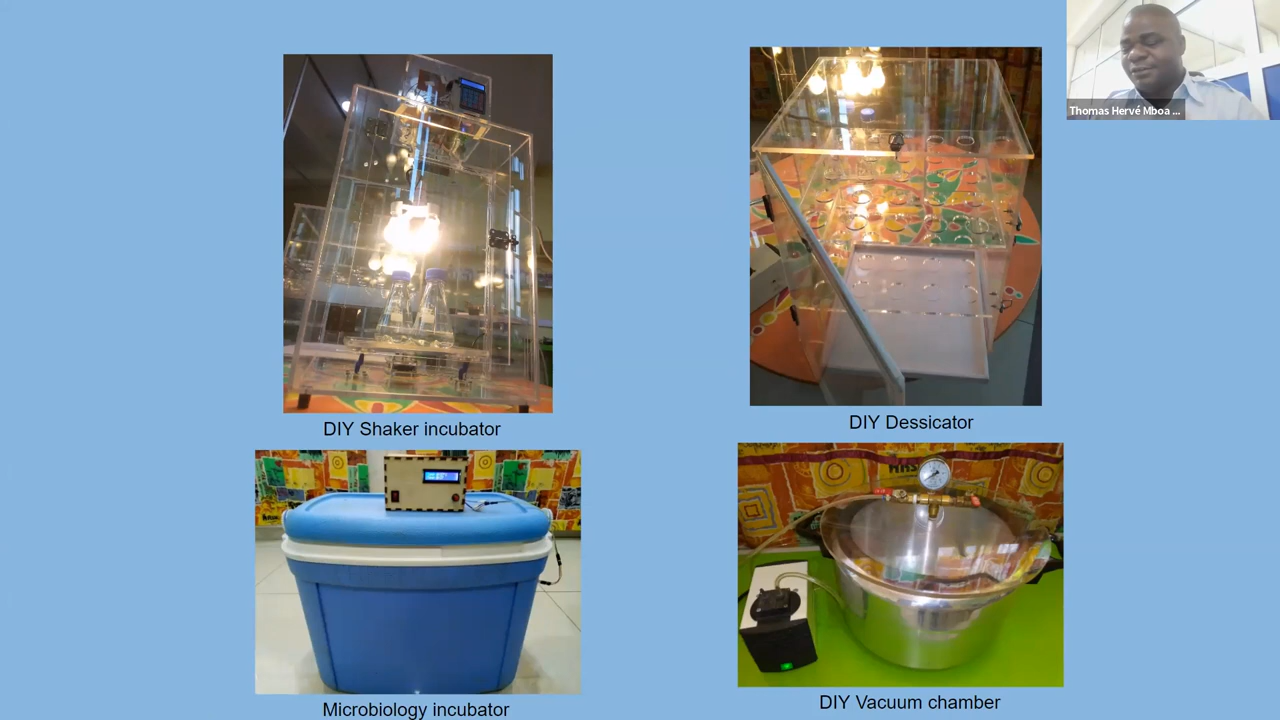 Thomas Hervé Mboa ...
DIY Shaker incubator
DIY Dessicator
Microbiology incubator
DIY Vacuum chamber